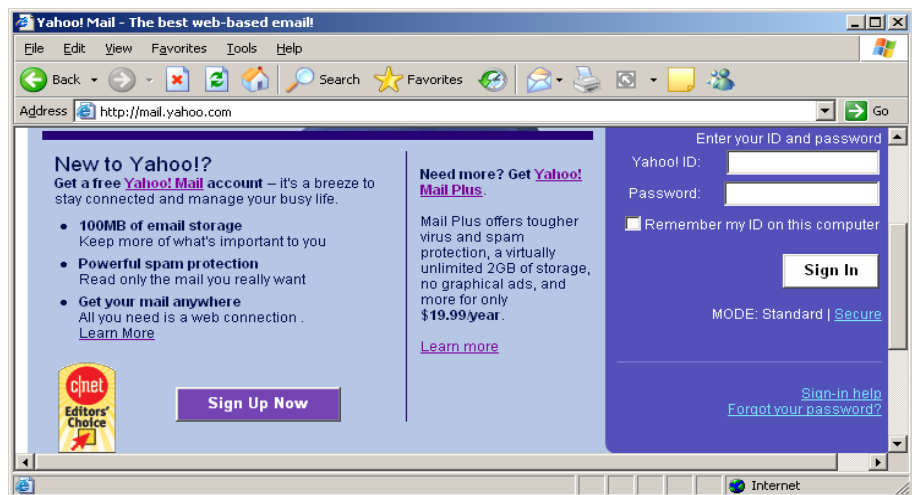 Yahoo! Mail - The best web-based email!
File Edit View Favorites Tools Help
Back Search Favorites
Address http://mail.yahoo.com Go
New to Yahoo!?
Get a free Yahoo! Mail account – it's a breeze to
stay connected and manage your busy life.
• 100MB of email storage
Keep more of what's important to you
• Powerful spam protection
Read only the mail you really want
• Get your mail anywhere
All you need is a web connection .
Learn More
c|net
Editors'
Choice
Sign Up Now
Need more? Get Yahoo!
Mail Plus.
Mail Plus offers tougher
virus and spam
protection, a virtually
unlimited 2GB of storage,
no graphical ads, and
more for only
$19.99/year.
Learn more
Enter your ID and password
Yahoo! ID:
Password:
Remember my ID on this computer
Sign In
MODE: Standard | Secure
Sign-in help
Forgot your password?
Internet